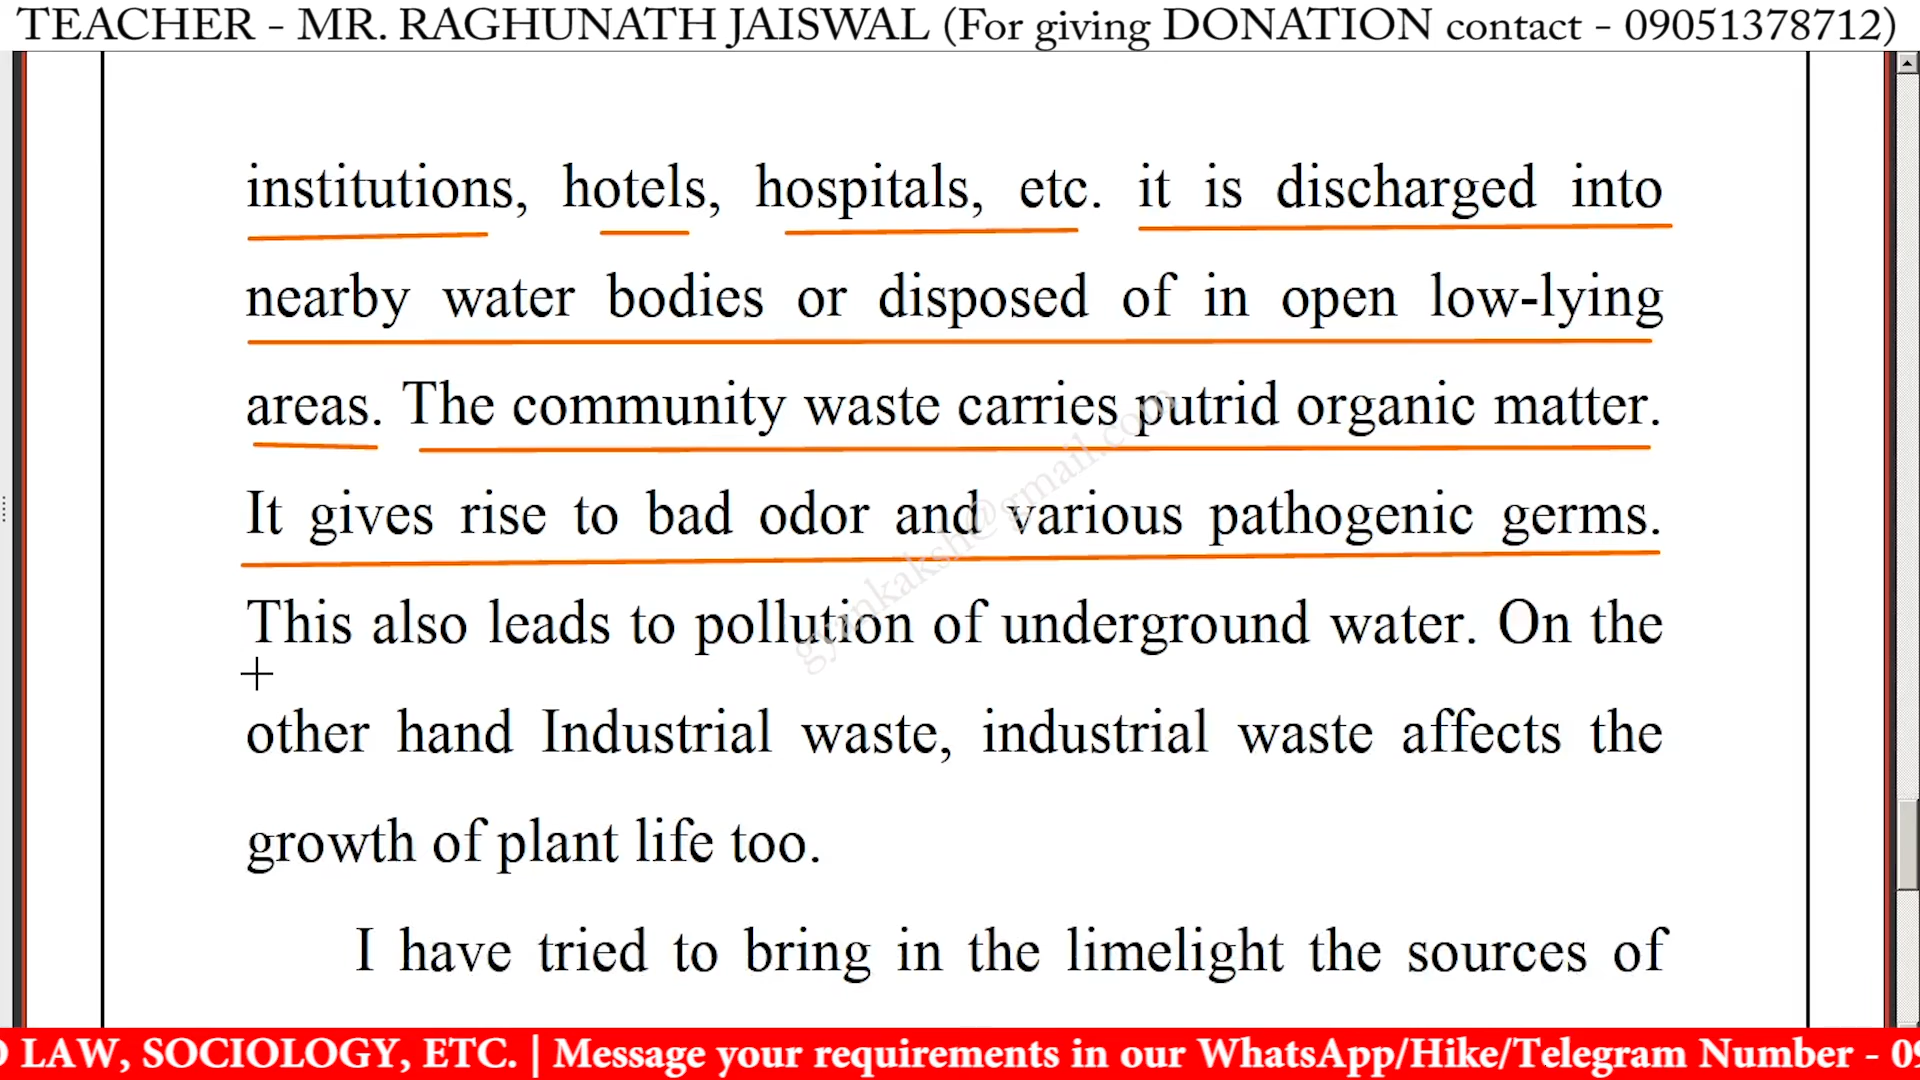 TEACHER - MR. RAGHUNATH JAISWAL (For giving DONATION contact - 09051378712)
institutions, hotels, hospitals, etc. it is discharged into
nearby water bodies or disposed of in open low-lying
areas. The community waste carries putrid organic matter.
It gives rise to bad odor and various pathogenic germs.
gyankaksh@gmail.com
This also leads to pollution of underground water. On the
other hand Industrial waste, industrial waste affects the
growth of plant life too.
I have tried to bring in the limelight the sources of
LAW, SOCIOLOGY, ETC. | Message your requirements in our WhatsApp/Hike/Telegram Number - 09